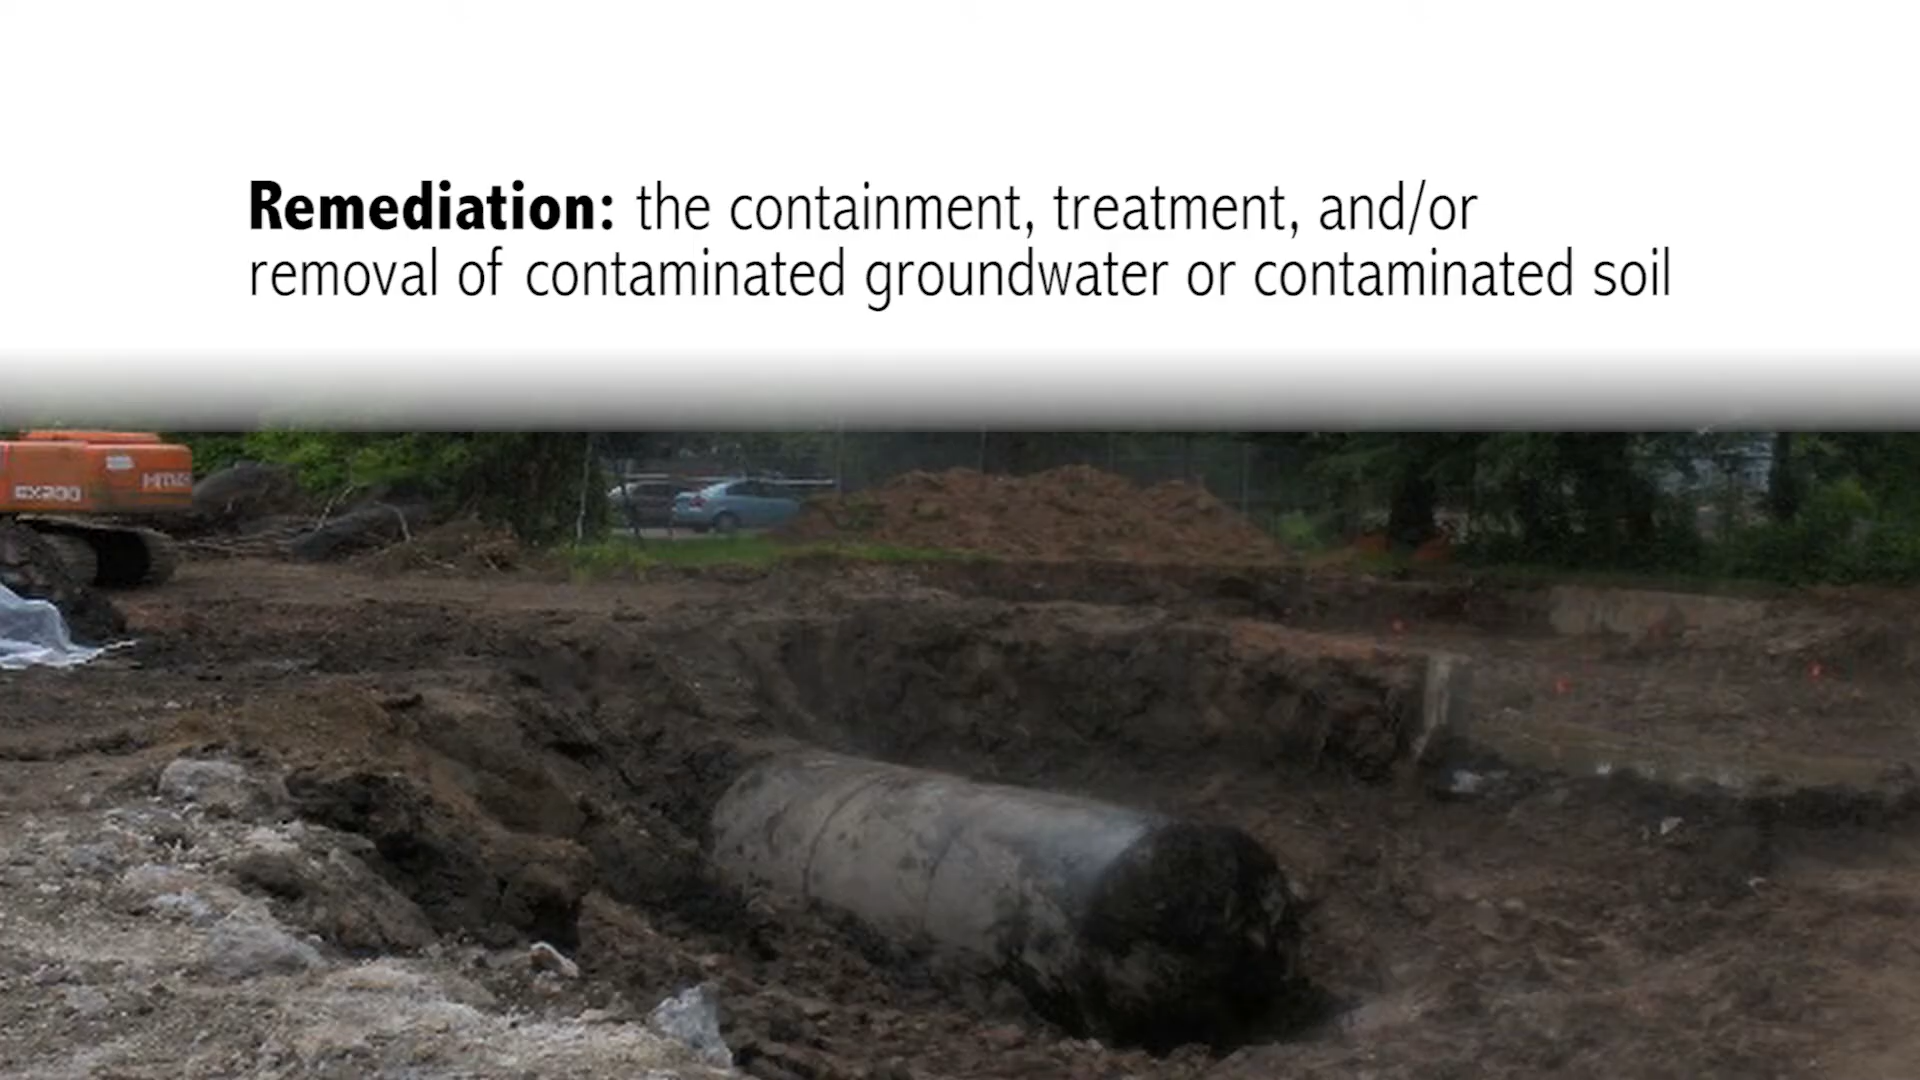 Remediation: the containment, treatment, and/or
removal of contaminated groundwater or contaminated soil
EX200